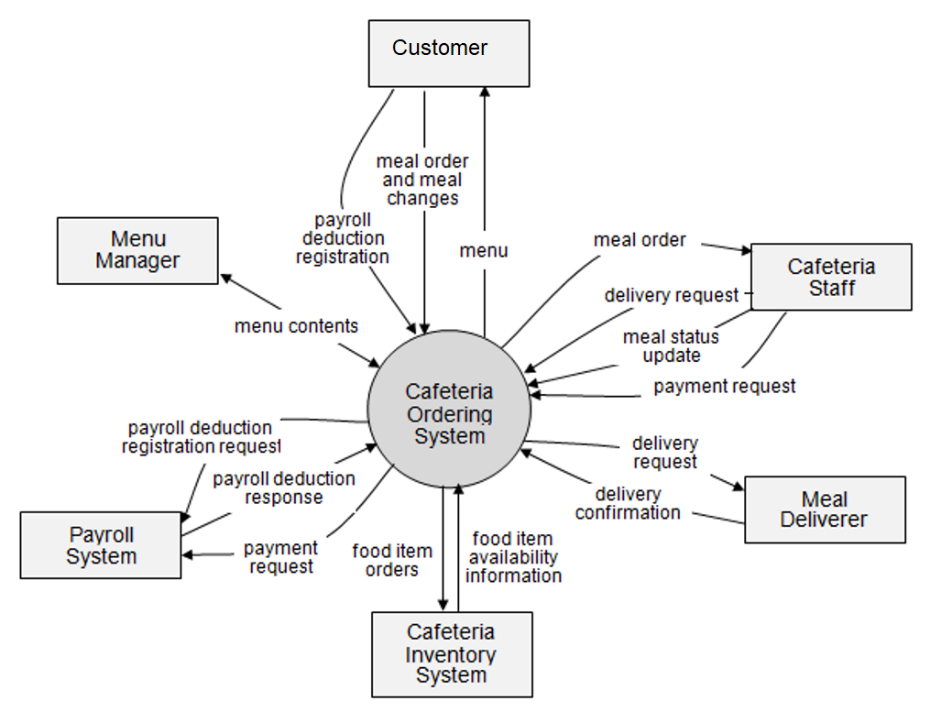 Customer
meal order
and meal
changes
payroll
deduction
registration
menu
Menu
Manager
menu contents
meal order
Cafeteria
Staff
delivery request
meal status
update
payment request
Cafeteria
Ordering
System
payroll deduction
registration request
payroll deduction
response
delivery
request
delivery
confirmation
Meal
Deliverer
Payroll
System
payment
request
food item
orders
food item
availability
information
Cafeteria
Inventory
System